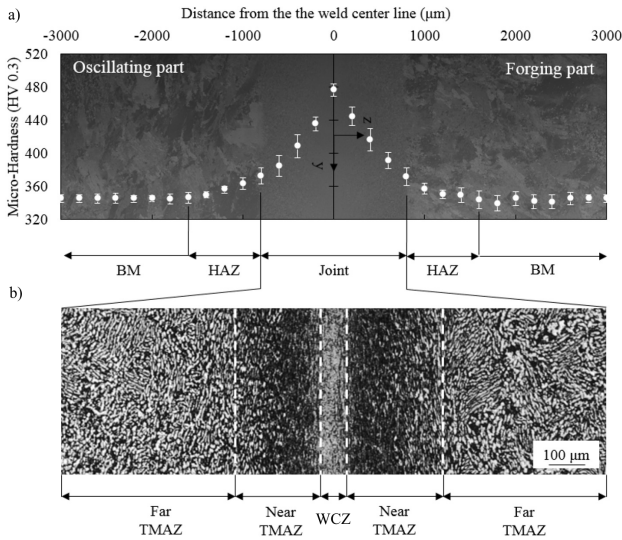 a)
Distance from the the weld center line (μm)
-3000 -2000 -1000 0 1000 2000 3000
Micro-Hardness (HV 0.3)
520
480
440
400
360
320
Oscillating part
Forging part
z
y
BM HAZ Joint HAZ BM
b)
100 μm
Far TMAZ
Near TMAZ
WCZ
Near TMAZ
Far TMAZ